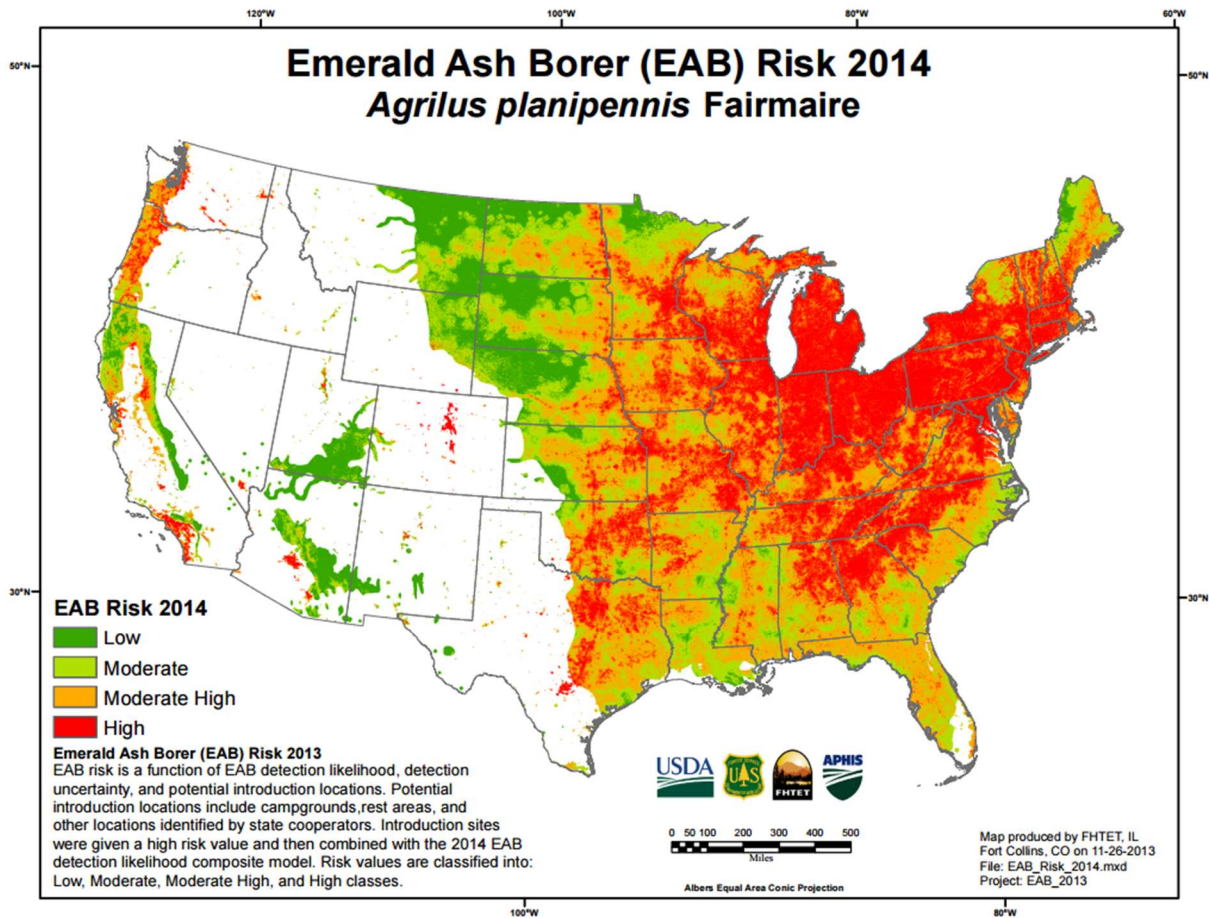 120°W 100°W 80°W 60°W
50°N 50°N
Emerald Ash Borer (EAB) Risk 2014
Agrilus planipennis Fairmaire
30°N 30°N
EAB Risk 2014
Low
Moderate
Moderate High
High
Emerald Ash Borer (EAB) Risk 2013
EAB risk is a function of EAB detection likelihood, detection
uncertainty, and potential introduction locations. Potential
introduction locations include campgrounds,rest areas, and
other locations identified by state cooperators. Introduction sites
were given a high risk value and then combined with the 2014 EAB
detection likelihood composite model. Risk values are classified into:
Low, Moderate, Moderate High, and High classes.
USDA
U S
FHTET
APHIS
0 50 100 200 300 400 500
Miles
Albers Equal Area Conic Projection
Map produced by FHTET, IL
Fort Collins, CO on 11-26-2013
File: EAB_Risk_2014.mxd
Project: EAB_2013
100°W 80°W